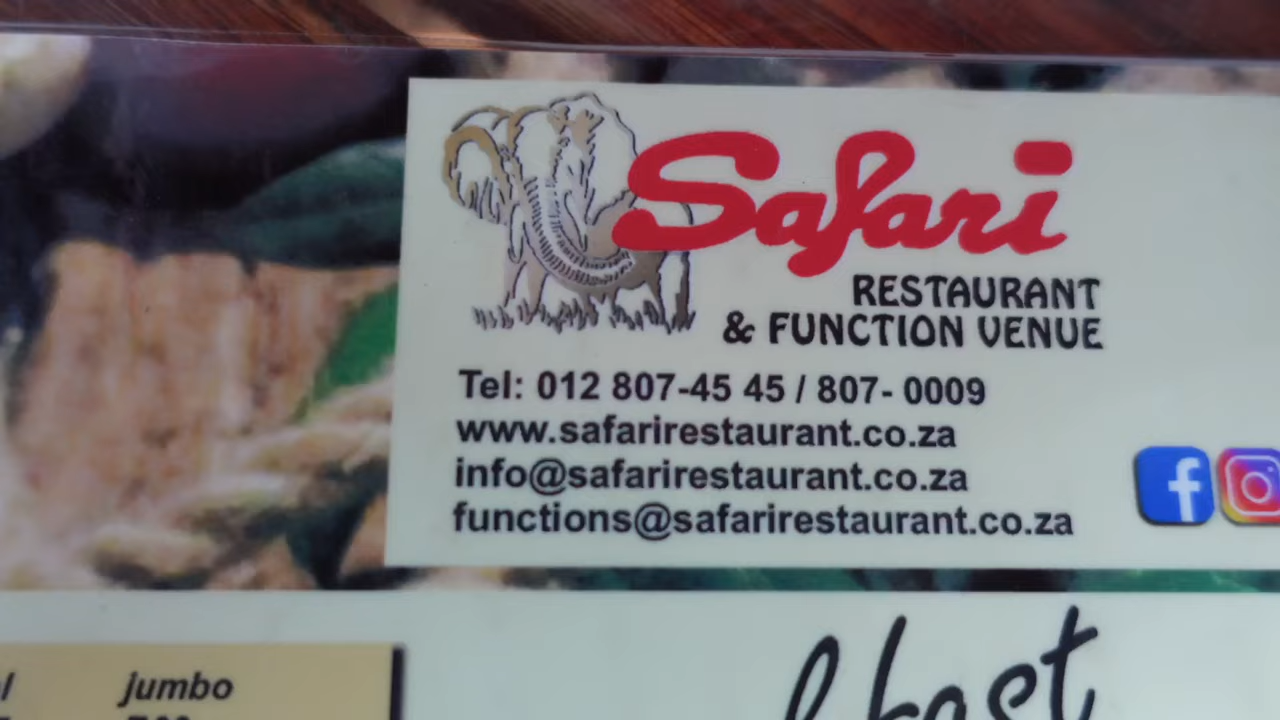 Safari
RESTAURANT
& FUNCTION VENUE
Tel: 012 807-45 45 / 807- 0009
www.safarirestaurant.co.za
info@safarirestaurant.co.za
functions@safarirestaurant.co.za
jumbo